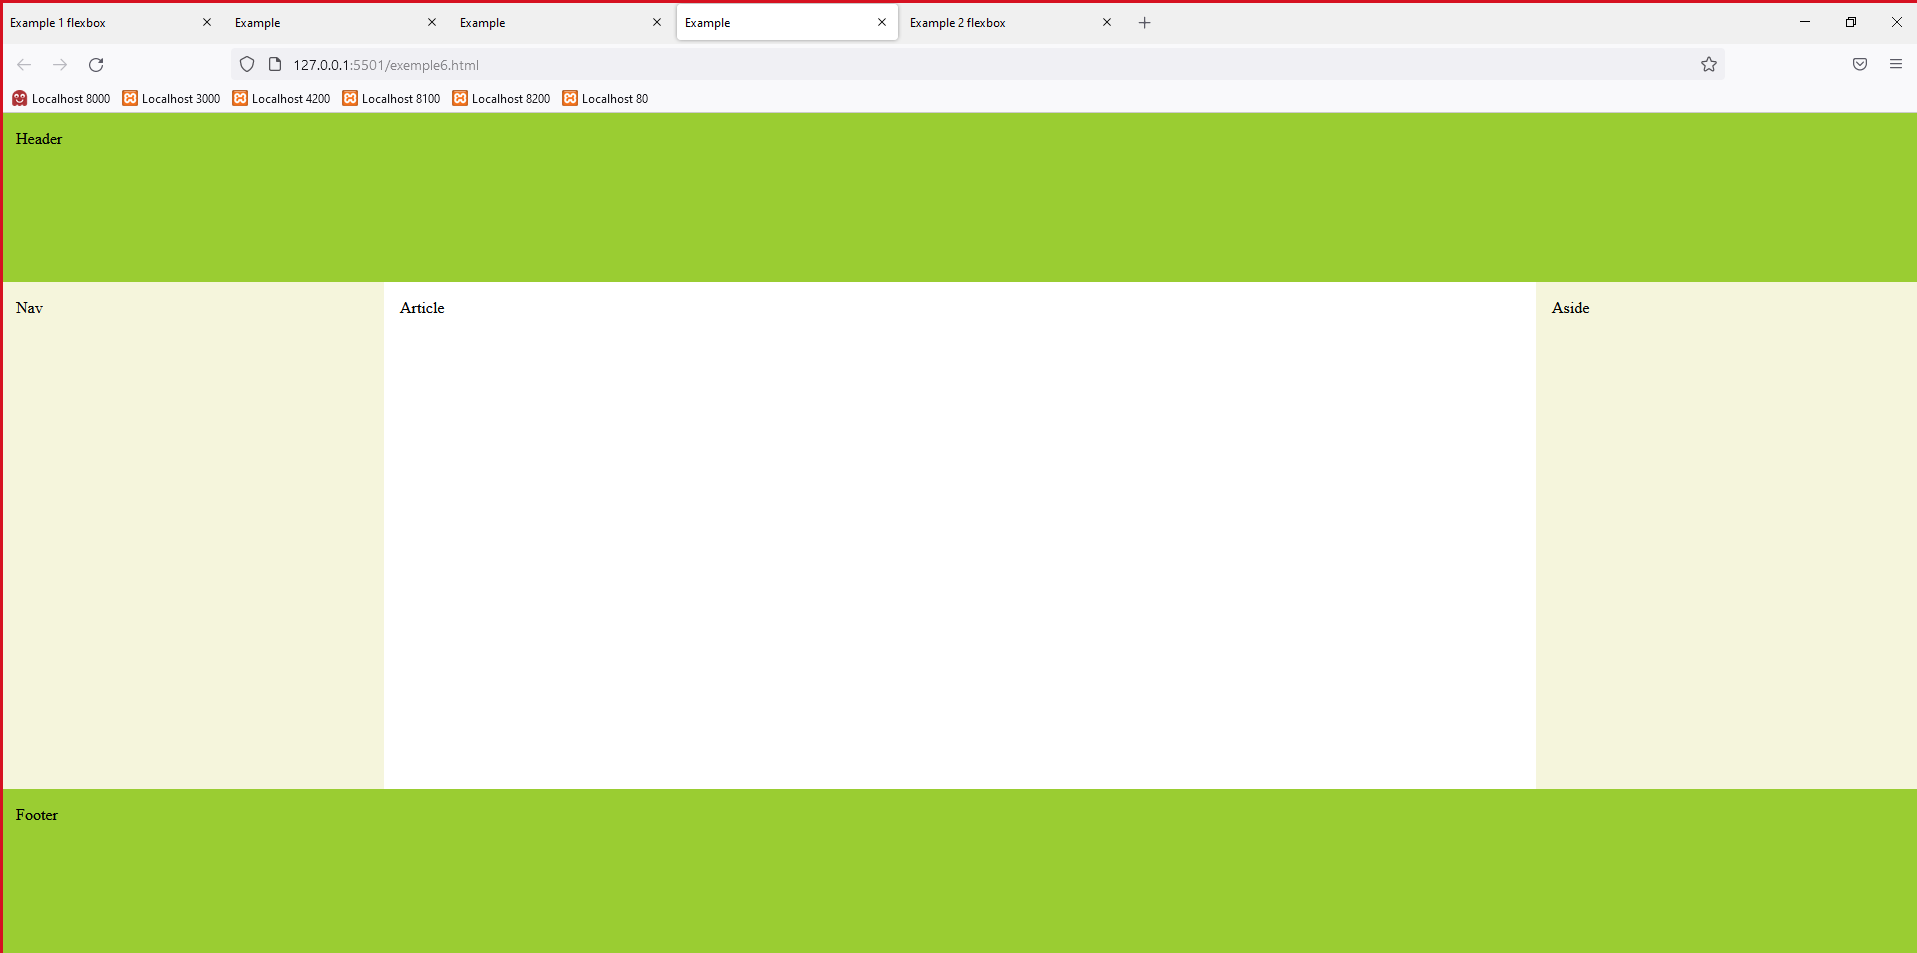 Example 1 flexbox Example Example Example Example 2 flexbox
127.0.0.1:5501/exemple6.html
Localhost 8000 Localhost 3000 Localhost 4200 Localhost 8100 Localhost 8200 Localhost 80
Header
Nav Article Aside
Footer